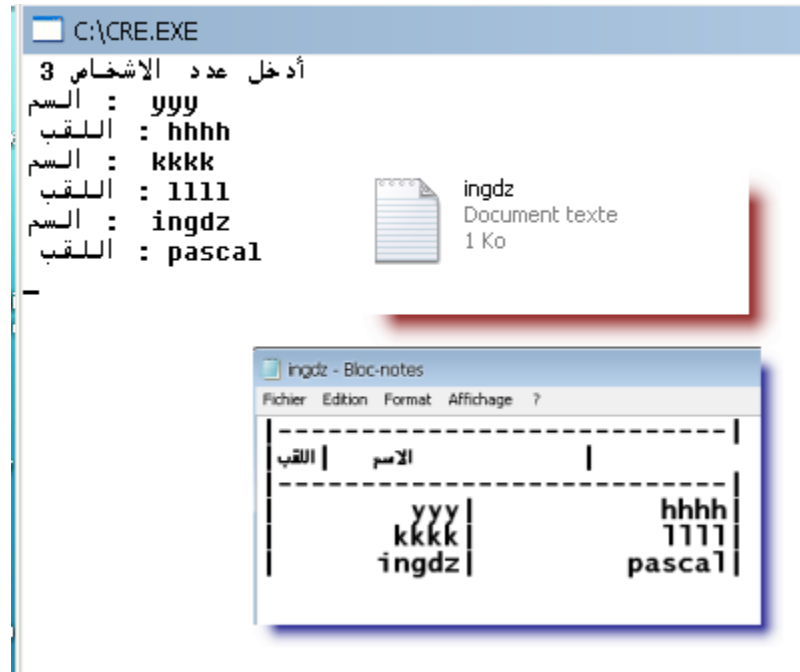 C:\CRE.EXE
أدخل عدد الاشخاص 3
السم : yyy
اللقب : hhhh
السم : kkkk
اللقب : llll
السم : ingdz
اللقب : pascal
ingdz
Document texte
1 Ko
ingdz - Bloc-notes
Fichier Edition Format Affichage ?
|---------------------------|
|اللقب | الاسم |
|---------------------------|
| yyy| hhhh|
| kkkk| llll|
| ingdz| pascal|